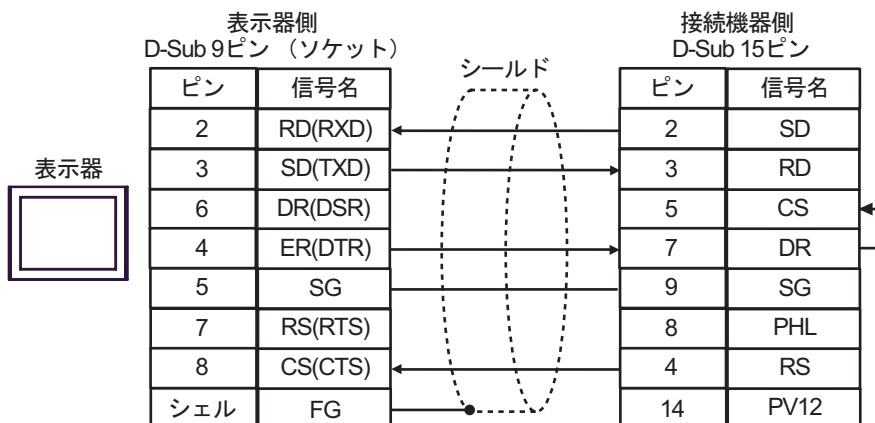 表示器側
D-Sub 9ピン （ソケット）
接続機器側
D-Sub 15ピン
シールド
表示器
ピン 信号名
2 RD(RXD)
3 SD(TXD)
6 DR(DSR)
4 ER(DTR)
5 SG
7 RS(RTS)
8 CS(CTS)
シェル FG
ピン 信号名
2 SD
3 RD
5 CS
7 DR
9 SG
8 PHL
4 RS
14 PV12